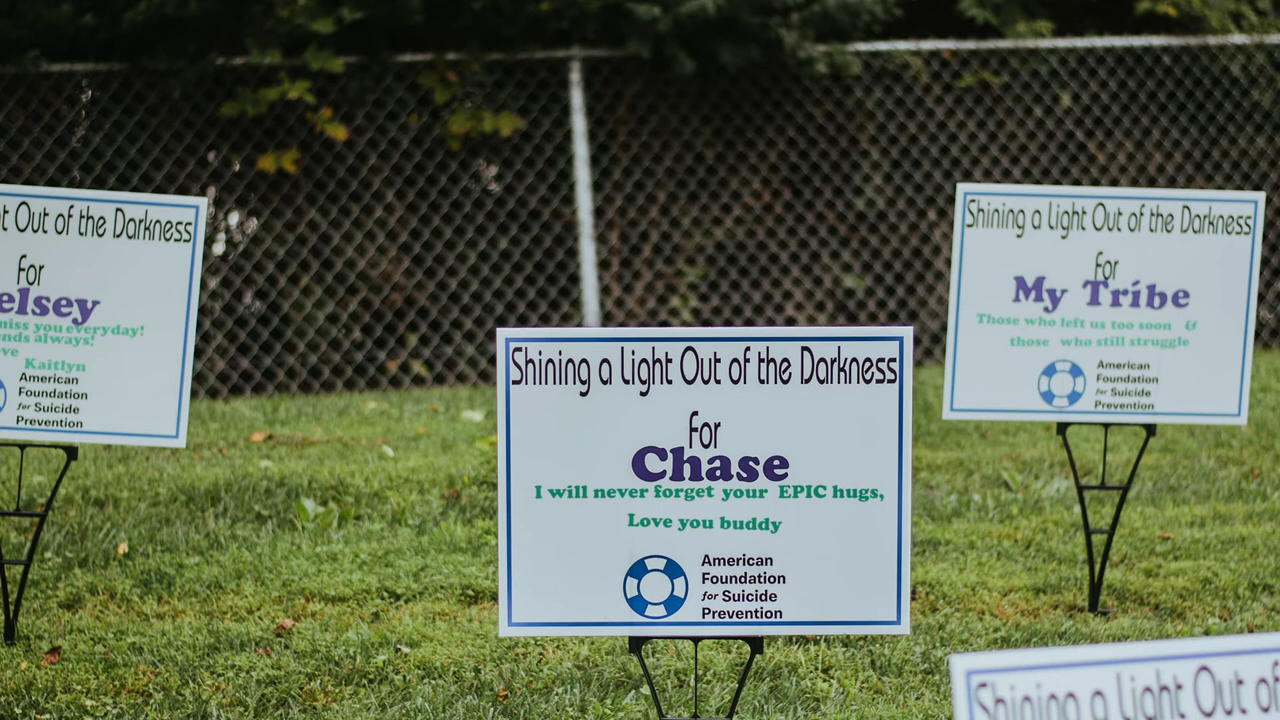 t Out of the Darkness
for
elsey
miss you everyday!
ends always!
ve
Kaitlyn
American
Foundation
for Suicide
Prevention
Shining a Light Out of the Darkness
for
Chase
I will never forget your EPIC hugs,
Love you buddy
American
Foundation
for Suicide
Prevention
Shining a Light Out of the Darkness
for
My Tribe
Those who left us too soon &
those who still struggle
American
Foundation
for Suicide
Prevention
Shining a Light Out of